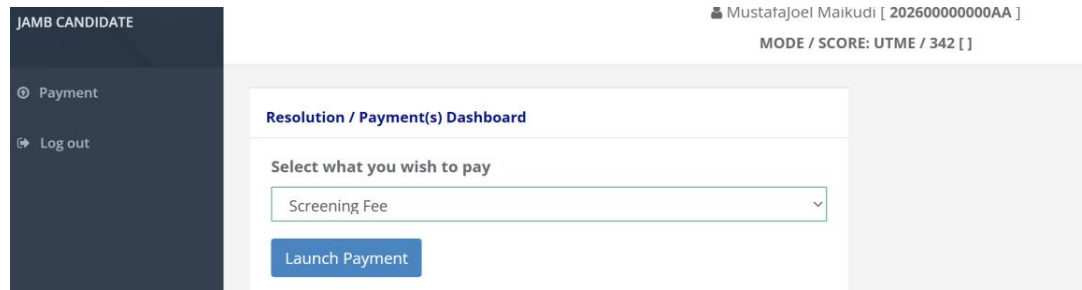 JAMB CANDIDATE
MustafaJoel Maikudi [ 202600000000AA ]
MODE / SCORE: UTME / 342 [ ]
Payment
Log out
Resolution / Payment(s) Dashboard
Select what you wish to pay
Screening Fee
Launch Payment